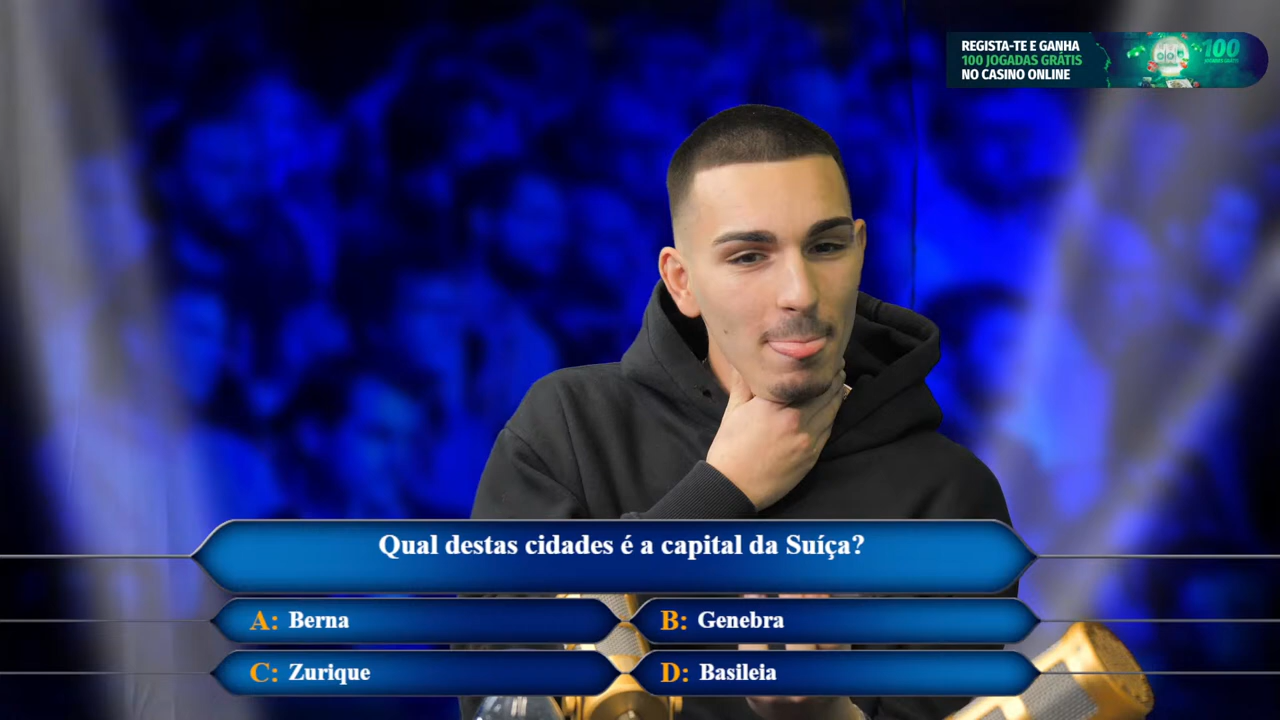 REGISTA-TE E GANHA
100 JOGADAS GRÁTIS
NO CASINO ONLINE
100
Qual destas cidades é a capital da Suíça?
A: Berna
B: Genebra
C: Zurique
D: Basileia